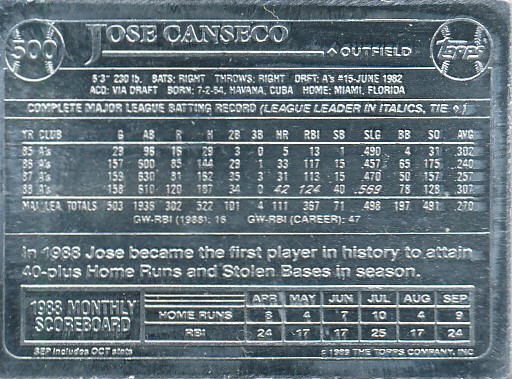 500 JOSE CANSECO OUTFIELD Topps
6'3" 230 lb. BATS: RIGHT THROWS: RIGHT DRFT: A's #15-JUNE 1982
ACQ: VIA DRAFT BORN: 7-2-64, HAVANA, CUBA HOME: MIAMI, FLORIDA
COMPLETE MAJOR LEAGUE BATTING RECORD (LEAGUE LEADER IN ITALICS, TIE)
YR CLUB G AB R H 2B 3B HR RBI SB SLG BB SO AVG
85 A's 29 96 16 29 3 0 5 13 1 .490 4 31 .302
86 A's 157 600 85 144 29 1 33 117 15 .457 65 175 .240
87 A's 159 630 81 162 35 3 31 113 15 .470 50 157 .257
88 A's 158 610 120 187 34 0 42 124 40 .569 78 128 .307
MAJ. LEA. TOTALS 503 1936 302 522 101 4 111 367 71 .498 197 491 .270
GW-RBI (1988): 16 GW-RBI (CAREER): 47
In 1988 Jose became the first player in history to attain
40-plus Home Runs and Stolen Bases in season.
1988 MONTHLY SCOREBOARD
APR MAY JUN JUL AUG SEP
HOME RUNS 8 4 7 10 4 9
RBI 24 17 17 25 17 24
SEP includes OCT stats
© 1989 THE TOPPS COMPANY, INC